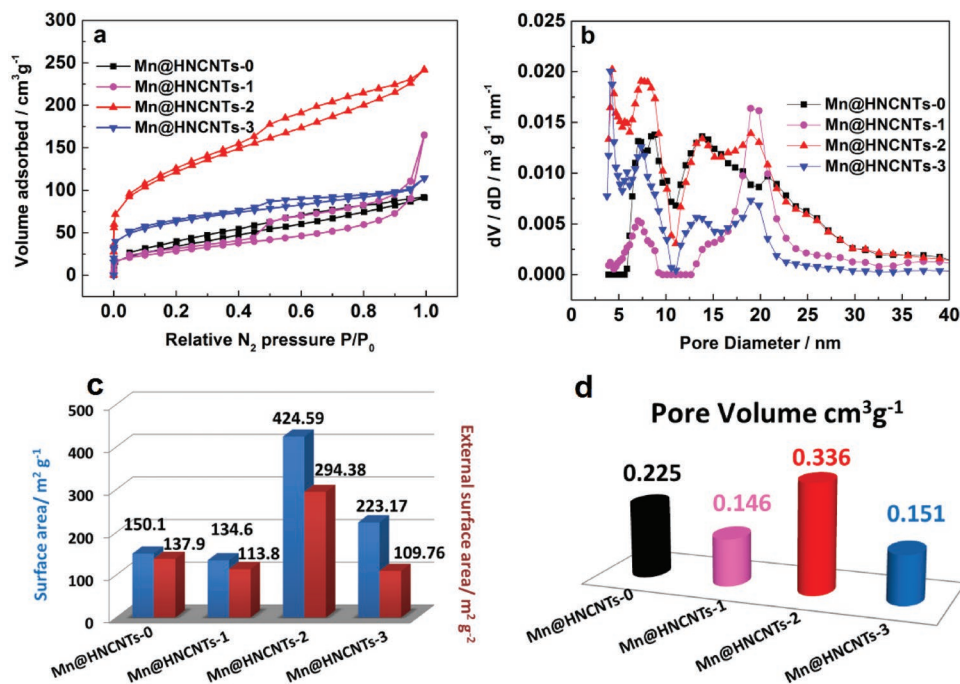 a
Volume adsorbed / cm³g⁻¹
300
250
200
150
100
50
0
Mn@HNCNTs-0
Mn@HNCNTs-1
Mn@HNCNTs-2
Mn@HNCNTs-3
0.0 0.2 0.4 0.6 0.8 1.0
Relative N₂ pressure P/P₀
b
dV / dD / m³ g⁻¹ nm⁻¹
0.025
0.020
0.015
0.010
0.005
0.000
Mn@HNCNTs-0
Mn@HNCNTs-1
Mn@HNCNTs-2
Mn@HNCNTs-3
0 5 10 15 20 25 30 35 40
Pore Diameter / nm
c
Surface area/ m² g⁻¹
External surface area/ m² g⁻²
500
400
300
200
100
0
150.1
137.9
134.6
113.8
424.59
294.38
223.17
109.76
Mn@HNCNTs-0
Mn@HNCNTs-1
Mn@HNCNTs-2
Mn@HNCNTs-3
d
Pore Volume cm³g⁻¹
0.225
0.146
0.336
0.151
Mn@HNCNTs-0
Mn@HNCNTs-1
Mn@HNCNTs-2
Mn@HNCNTs-3